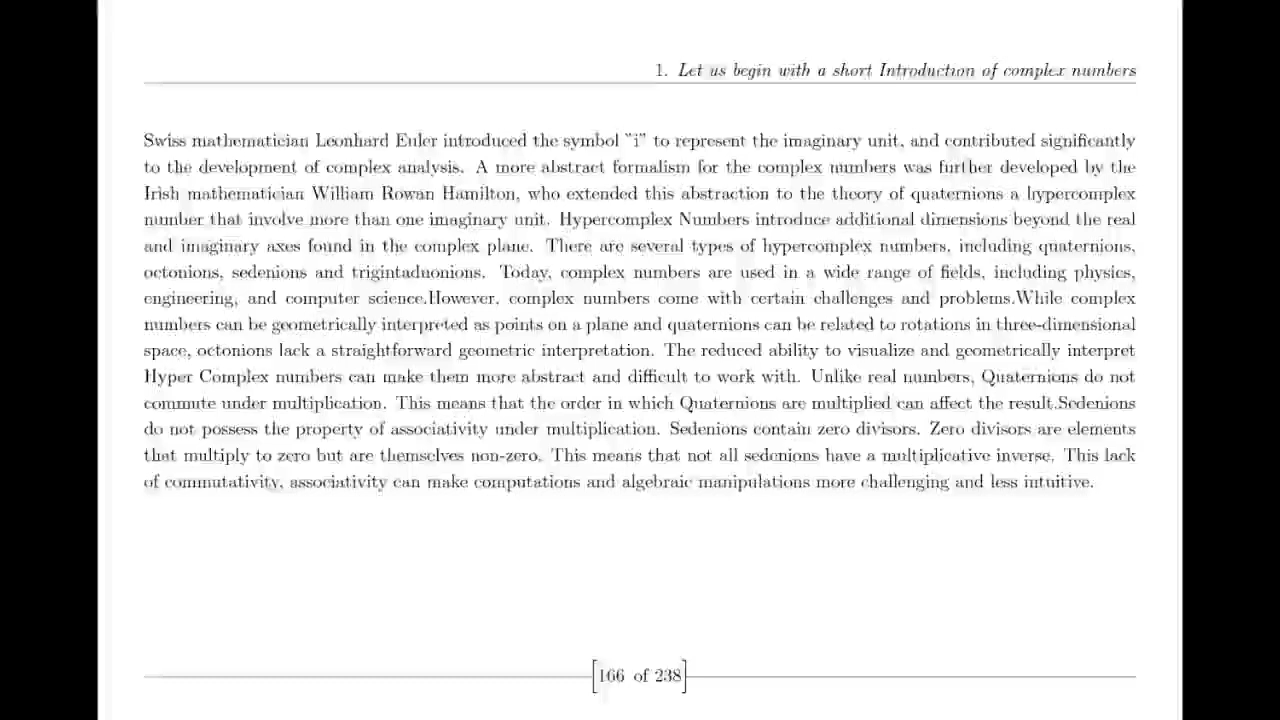 1. Let us begin with a short Introduction of complex numbers
Swiss mathematician Leonhard Euler introduced the symbol "i" to represent the imaginary unit, and contributed significantly
to the development of complex analysis. A more abstract formalism for the complex numbers was further developed by the
Irish mathematician William Rowan Hamilton, who extended this abstraction to the theory of quaternions a hypercomplex
number that involve more than one imaginary unit. Hypercomplex Numbers introduce additional dimensions beyond the real
and imaginary axes found in the complex plane. There are several types of hypercomplex numbers, including quaternions,
octonions, sedenions and trigintaduonions. Today, complex numbers are used in a wide range of fields, including physics,
engineering, and computer science.However, complex numbers come with certain challenges and problems.While complex
numbers can be geometrically interpreted as points on a plane and quaternions can be related to rotations in three-dimensional
space, octonions lack a straightforward geometric interpretation. The reduced ability to visualize and geometrically interpret
Hyper Complex numbers can make them more abstract and difficult to work with. Unlike real numbers, Quaternions do not
commute under multiplication. This means that the order in which Quaternions are multiplied can affect the result.Sedenions
do not possess the property of associativity under multiplication. Sedenions contain zero divisors. Zero divisors are elements
that multiply to zero but are themselves non-zero. This means that not all sedenions have a multiplicative inverse. This lack
of commutativity, associativity can make computations and algebraic manipulations more challenging and less intuitive.
[166 of 238]